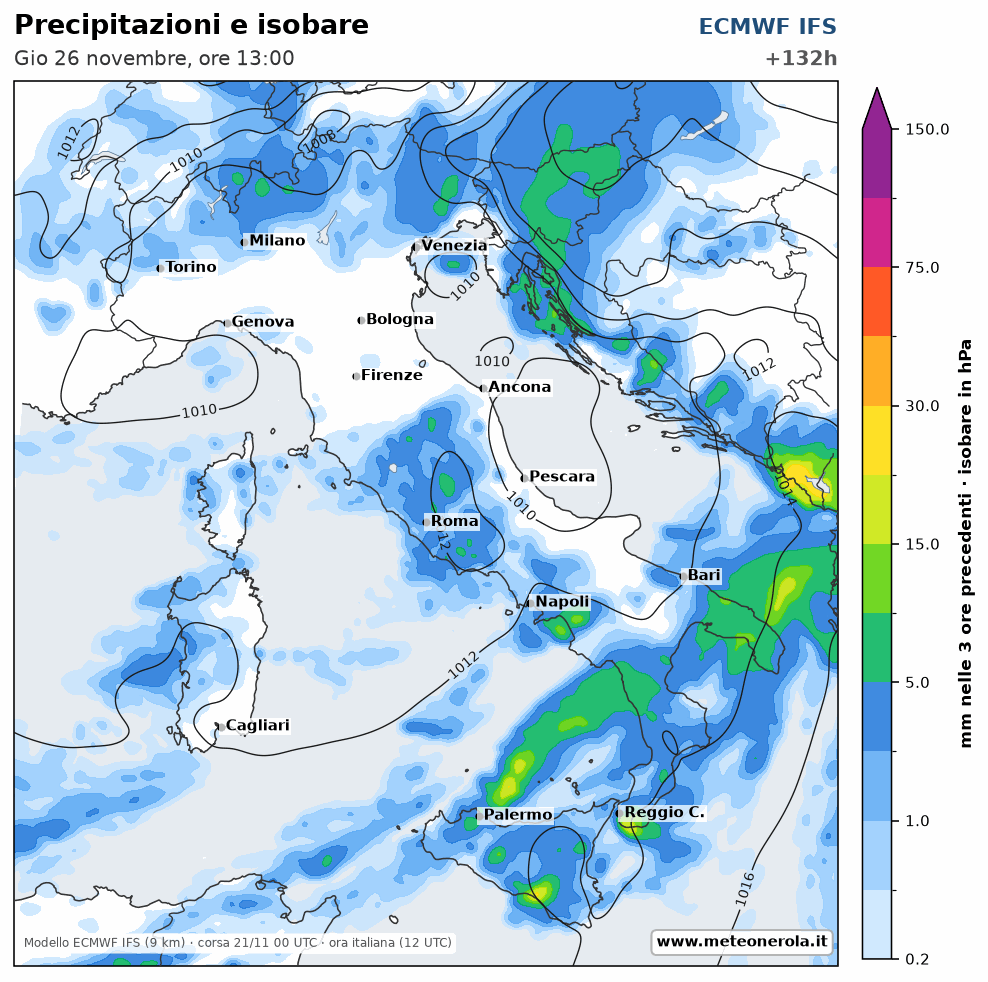 Precipitazioni e isobare
ECMWF IFS
Gio 26 novembre, ore 13:00
+132h
1012
1010
1008
Milano
Venezia
Torino
1010
Genova
Bologna
1010
1012
Firenze
Ancona
1010
Pescara
1014
1010
Roma
12
Bari
Napoli
1012
Cagliari
Palermo
Reggio C.
1016
Modello ECMWF IFS (9 km) · corsa 21/11 00 UTC · ora italiana (12 UTC)
www.meteonerola.it
150.0
75.0
30.0
15.0
5.0
1.0
0.2
mm nelle 3 ore precedenti · isobare in hPa